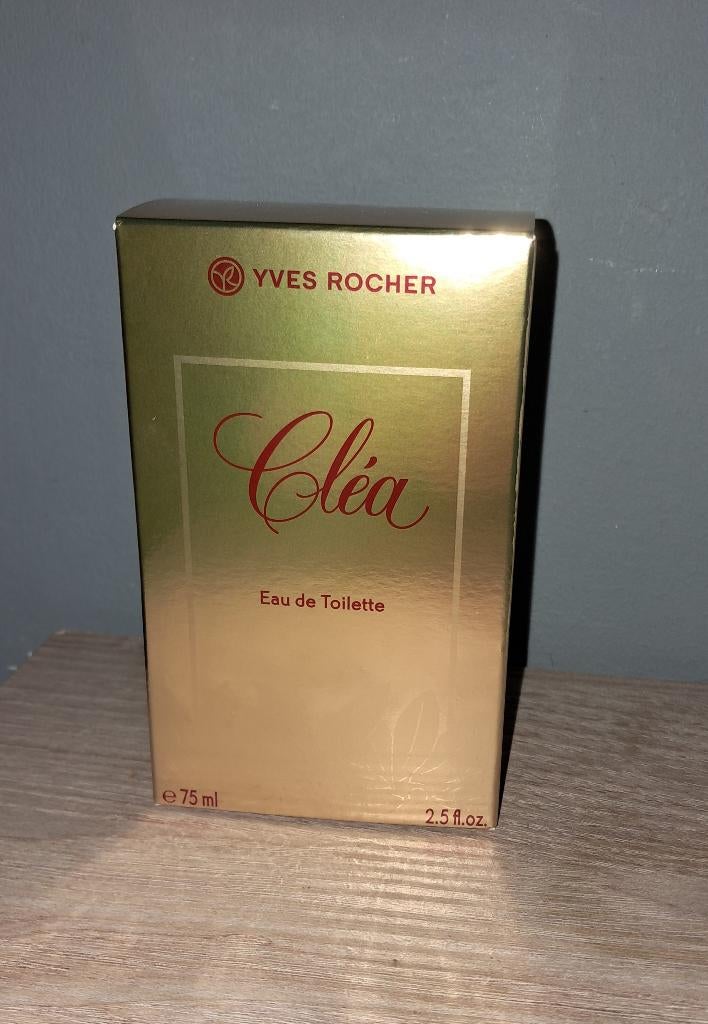 YVES ROCHER
Cléa
Eau de Toilette
℮ 75 ml
2.5 fl.oz.